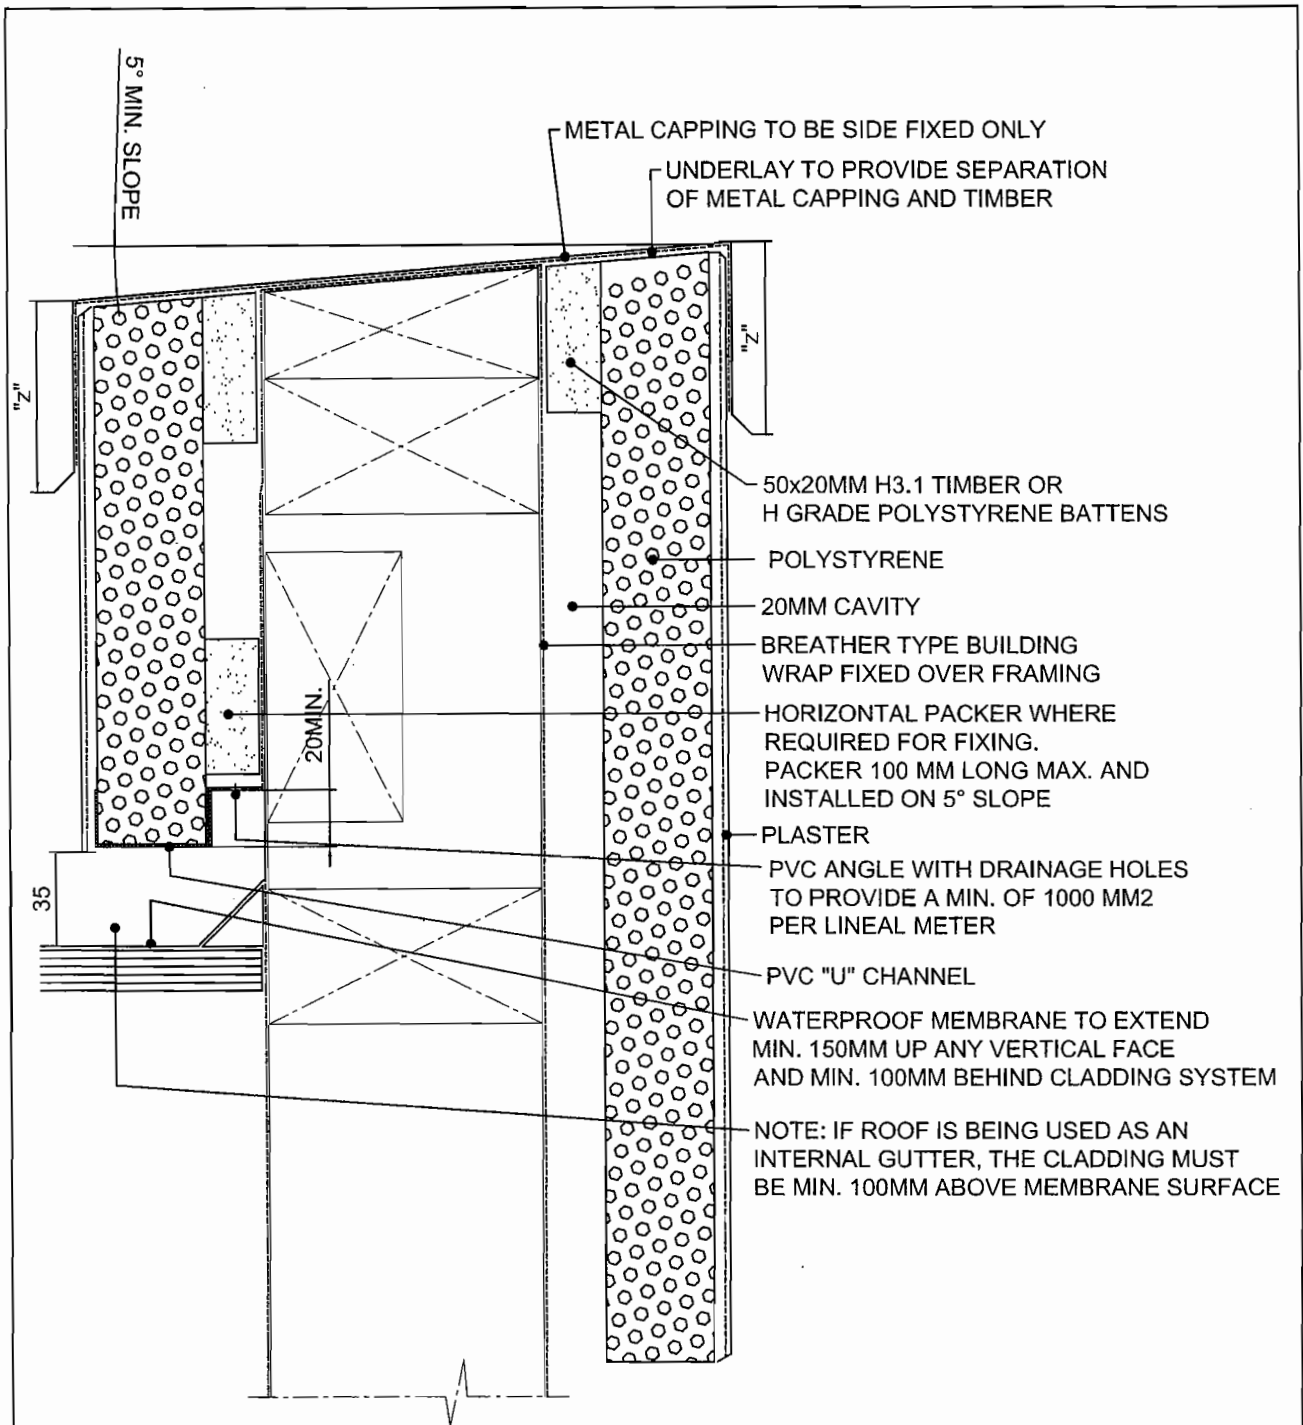 5° MIN. SLOPE
METAL CAPPING TO BE SIDE FIXED ONLY
UNDERLAY TO PROVIDE SEPARATION
OF METAL CAPPING AND TIMBER
"Z"
"Z"
50x20MM H3.1 TIMBER OR
H GRADE POLYSTYRENE BATTENS
POLYSTYRENE
20MM CAVITY
BREATHER TYPE BUILDING
WRAP FIXED OVER FRAMING
20MIN.
HORIZONTAL PACKER WHERE
REQUIRED FOR FIXING.
PACKER 100 MM LONG MAX. AND
INSTALLED ON 5° SLOPE
PLASTER
PVC ANGLE WITH DRAINAGE HOLES
TO PROVIDE A MIN. OF 1000 MM2
PER LINEAL METER
35
PVC "U" CHANNEL
WATERPROOF MEMBRANE TO EXTEND
MIN. 150MM UP ANY VERTICAL FACE
AND MIN. 100MM BEHIND CLADDING SYSTEM
NOTE: IF ROOF IS BEING USED AS AN
INTERNAL GUTTER, THE CLADDING MUST
BE MIN. 100MM ABOVE MEMBRANE SURFACE